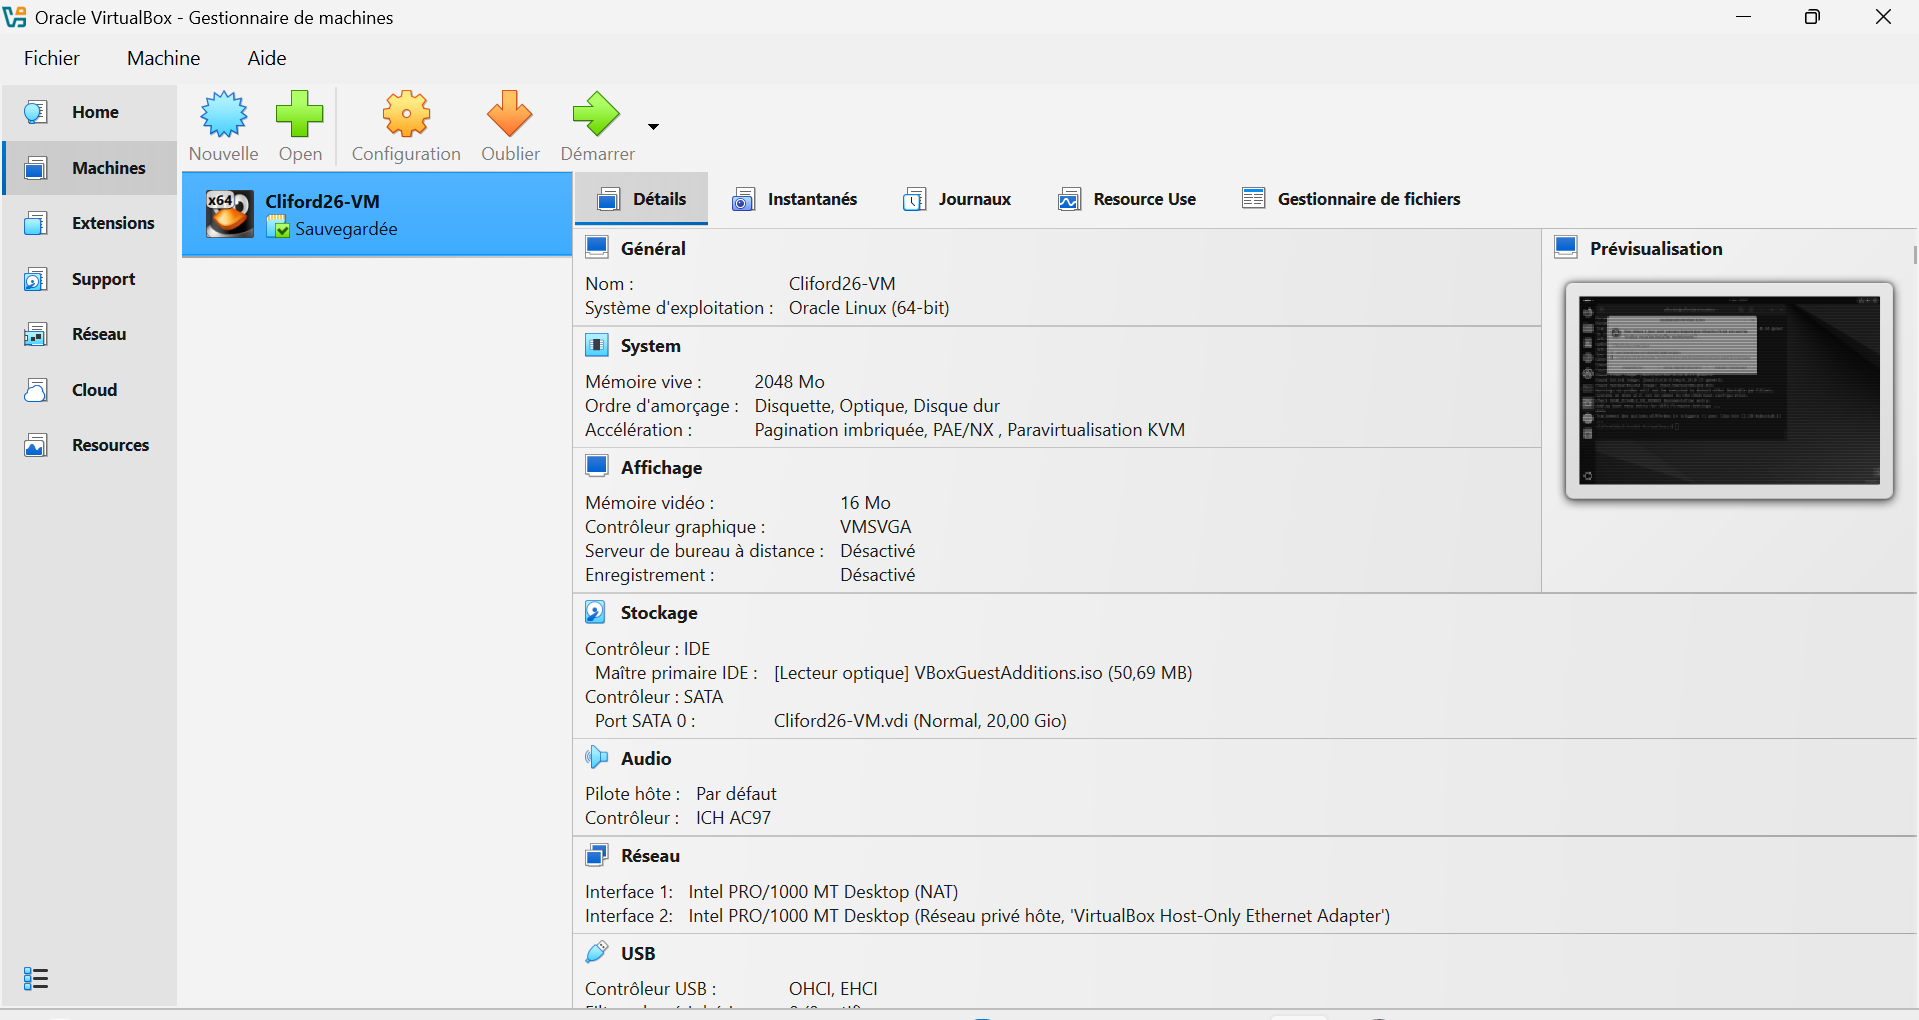 Oracle VirtualBox - Gestionnaire de machines
Fichier Machine Aide
Home
Machines
Extensions
Support
Réseau
Cloud
Resources
Nouvelle Open Configuration Oublier Démarrer
x64
Cliford26-VM
Sauvegardée
Détails Instantanés Journaux Resource Use Gestionnaire de fichiers
Général
Nom : Cliford26-VM
Système d'exploitation : Oracle Linux (64-bit)
System
Mémoire vive : 2048 Mo
Ordre d'amorçage : Disquette, Optique, Disque dur
Accélération : Pagination imbriquée, PAE/NX , Paravirtualisation KVM
Affichage
Mémoire vidéo : 16 Mo
Contrôleur graphique : VMSVGA
Serveur de bureau à distance : Désactivé
Enregistrement : Désactivé
Prévisualisation
Stockage
Contrôleur : IDE
Maître primaire IDE : [Lecteur optique] VBoxGuestAdditions.iso (50,69 MB)
Contrôleur : SATA
Port SATA 0 : Cliford26-VM.vdi (Normal, 20,00 Gio)
Audio
Pilote hôte : Par défaut
Contrôleur : ICH AC97
Réseau
Interface 1: Intel PRO/1000 MT Desktop (NAT)
Interface 2: Intel PRO/1000 MT Desktop (Réseau privé hôte, 'VirtualBox Host-Only Ethernet Adapter')
USB
Contrôleur USB : OHCI, EHCI